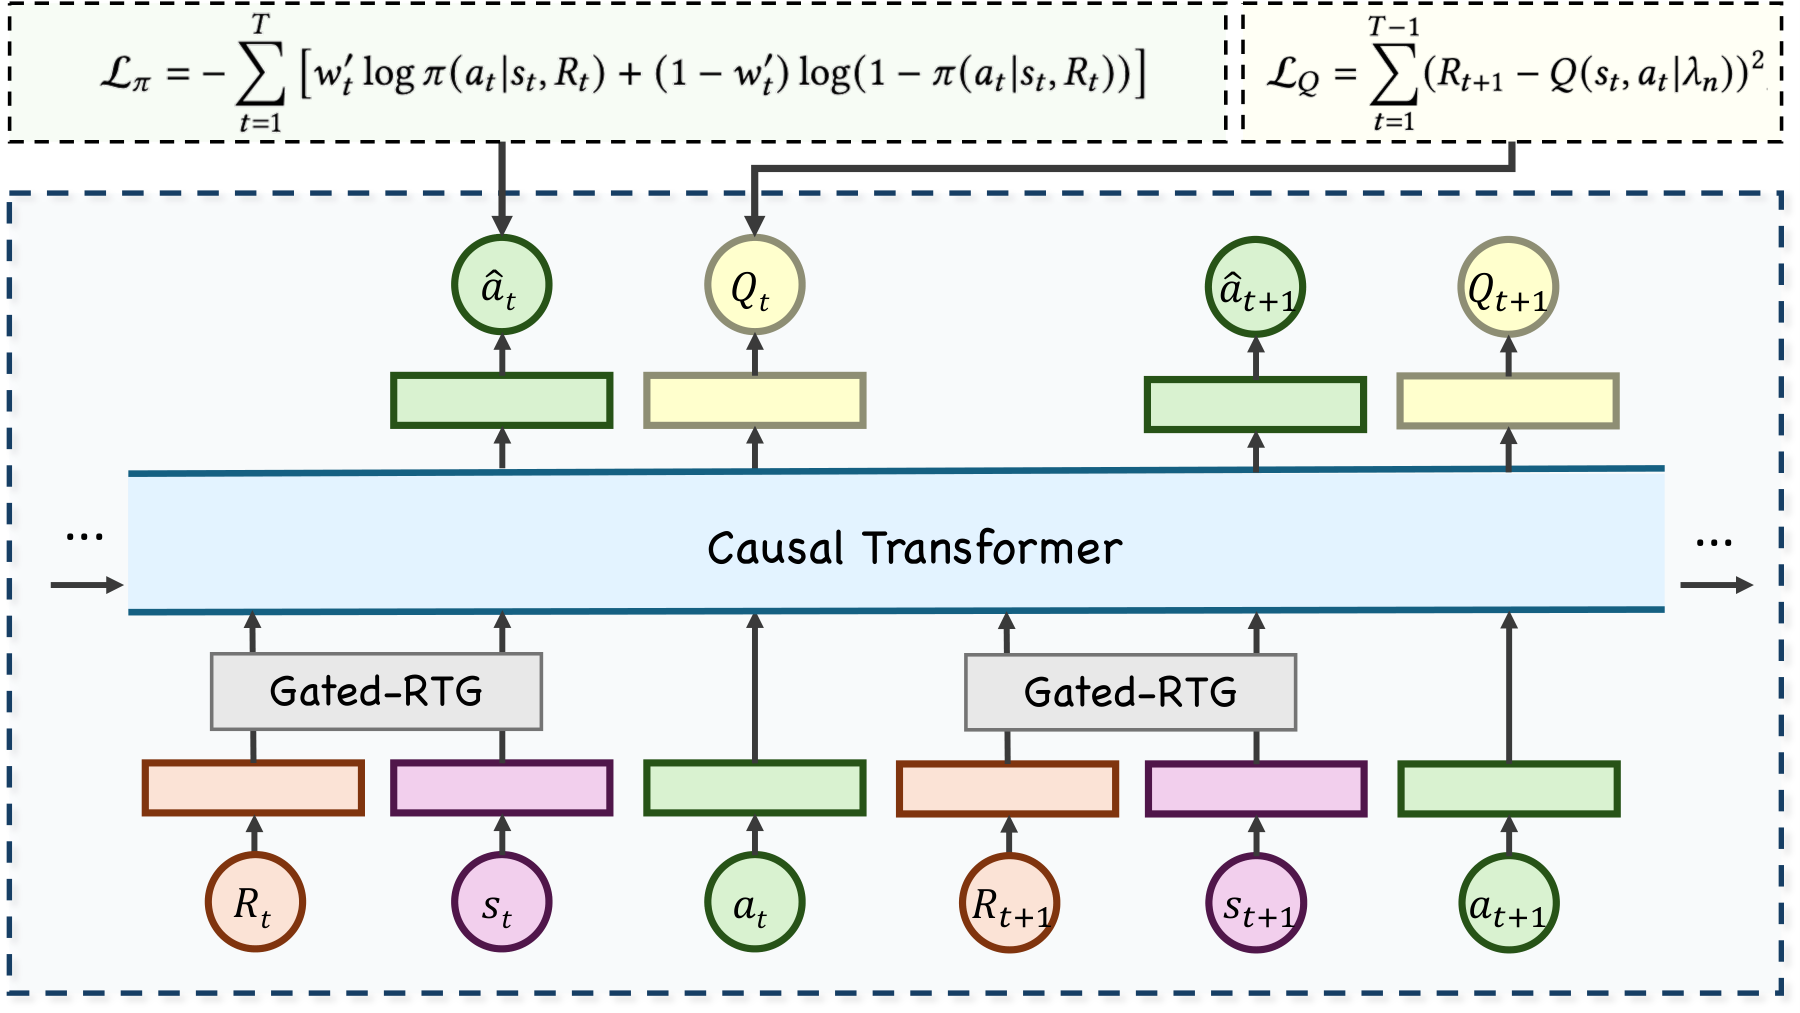 ℒ_π = − ∑_{t=1}^{T} [w′_t log π(a_t|s_t, R_t) + (1 − w′_t) log(1 − π(a_t|s_t, R_t))]
ℒ_Q = ∑_{t=1}^{T−1} (R_{t+1} − Q(s_t, a_t|λ_n))²
â_t Q_t â_{t+1} Q_{t+1}
... ...
Causal Transformer
Gated-RTG Gated-RTG
R_t s_t a_t R_{t+1} s_{t+1} a_{t+1}